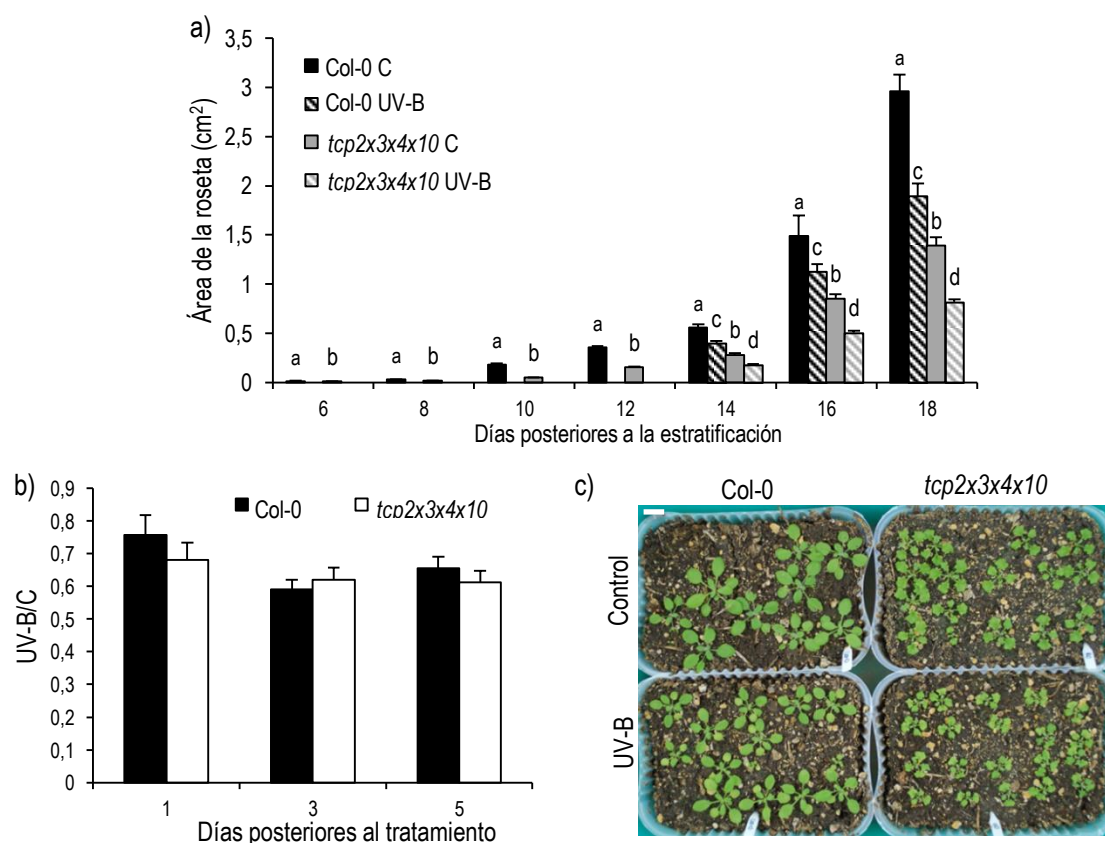 a)
Área de la roseta (cm²)
3,5
3
2,5
2
1,5
1
0,5
0
Col-0 C
Col-0 UV-B
tcp2x3x4x10 C
tcp2x3x4x10 UV-B
a b a b a b a b a c b d a c b d a c b d
6 8 10 12 14 16 18
Días posteriores a la estratificación
b)
UV-B/C
0,9
0,8
0,7
0,6
0,5
0,4
0,3
0,2
0,1
0
Col-0 tcp2x3x4x10
1 3 5
Días posteriores al tratamiento
c)
Col-0 tcp2x3x4x10
Control
UV-B